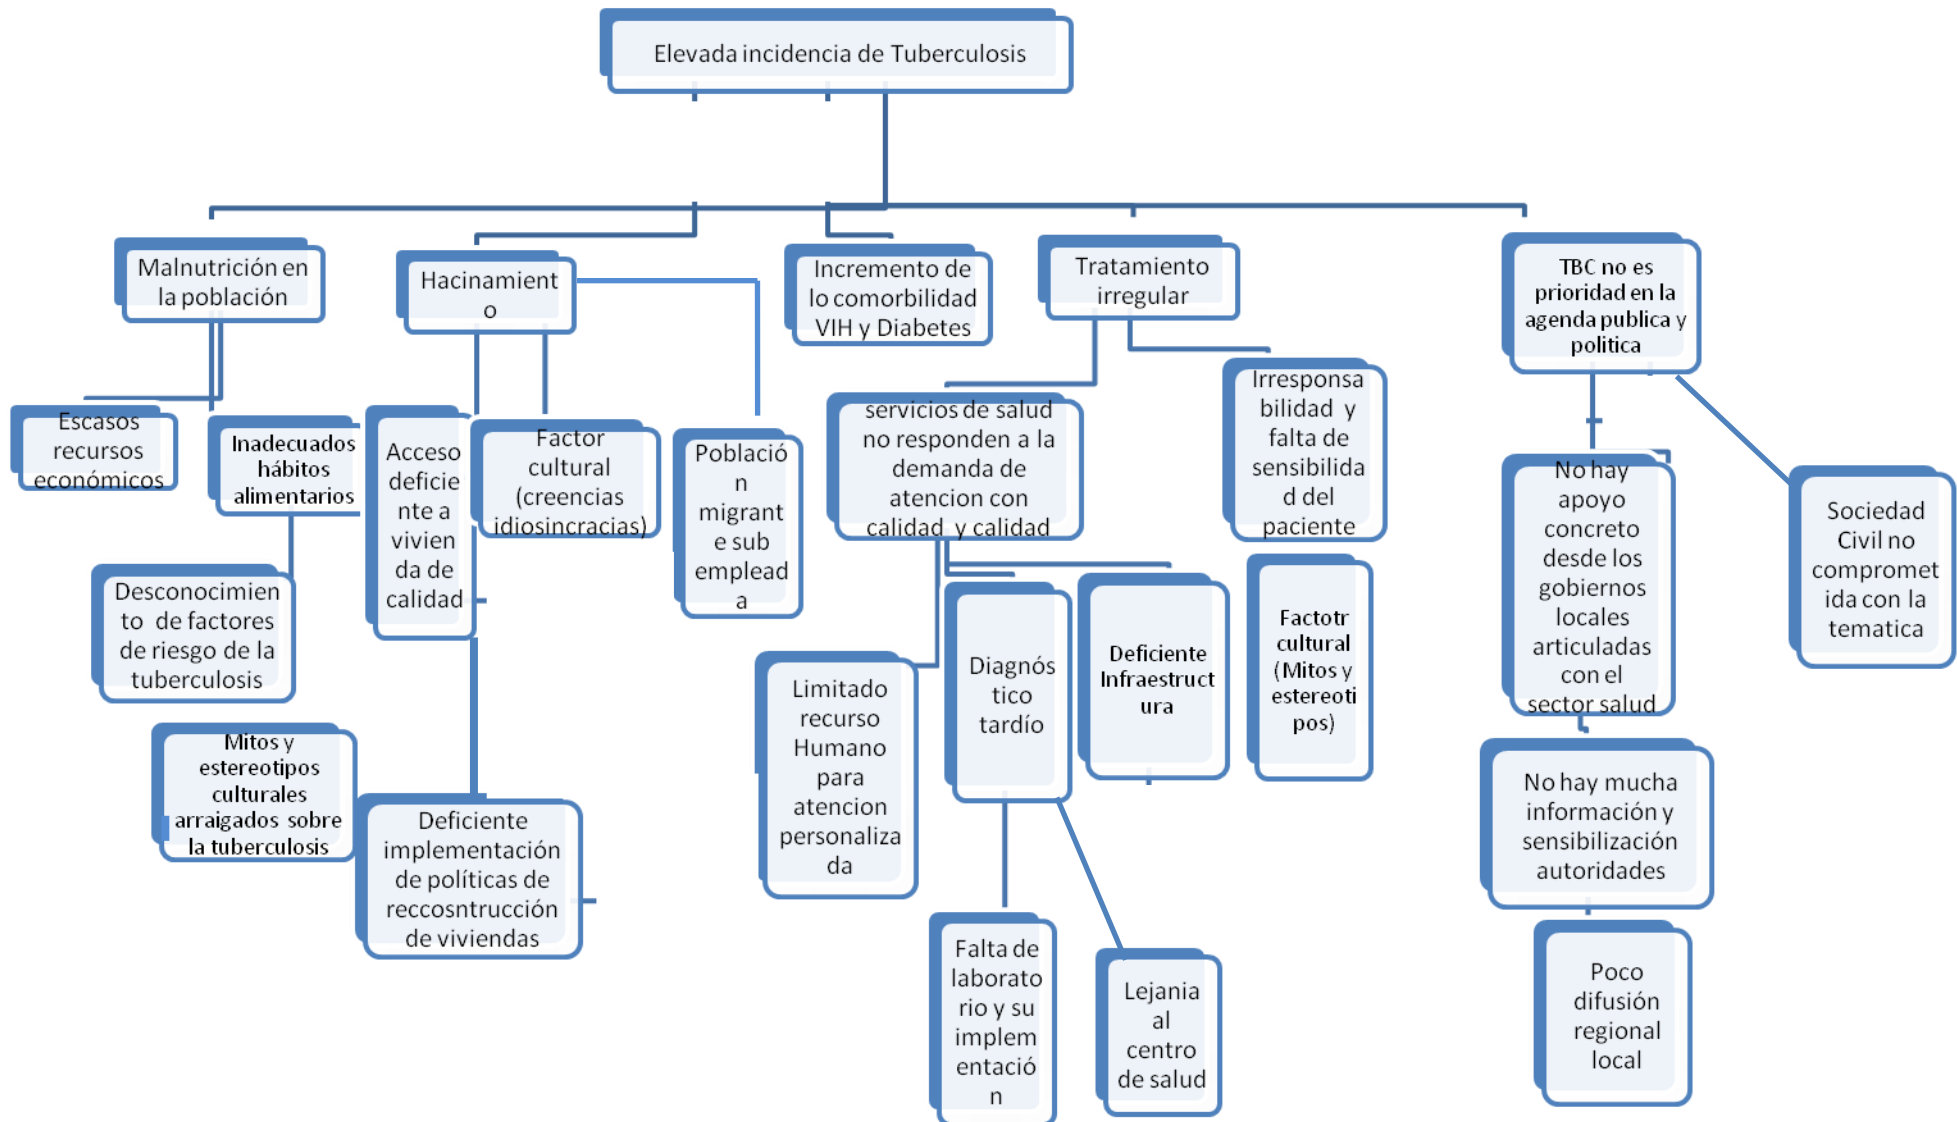 Elevada incidencia de Tuberculosis
Malnutrición en
la población
Hacinamient
o
Incremento de
lo comorbilidad
VIH y Diabetes
Tratamiento
irregular
TBC no es
prioridad en la
agenda publica y
politica
Escasos
recursos
económicos
Inadecuados
hábitos
alimentarios
Acceso
deficie
nte a
vivien
da de
calidad
Factor
cultural
(creencias
idiosincracias)
Població
n
migrant
e sub
emplead
a
servicios de salud
no responden a la
demanda de
atencion con
calidad y calidad
Irresponsa
bilidad y
falta de
sensibilida
d del
paciente
No hay
apoyo
concreto
desde los
gobiernos
locales
articuladas
con el
sector salud
Sociedad
Civil no
compromet
ida con la
tematica
Desconocimien
to de factores
de riesgo de la
tuberculosis
Limitado
recurso
Humano
para
atencion
personaliza
da
Diagnós
tico
tardío
Deficiente
Infraestruct
ura
Factotr
cultural
(Mitos y
estereoti
pos)
Mitos y
estereotipos
culturales
arraigados sobre
la tuberculosis
Deficiente
implementación
de políticas de
reccosntrucción
de viviendas
No hay mucha
información y
sensibilización
autoridades
Falta de
laborato
rio y su
implem
entació
n
Lejania
al
centro
de salud
Poco
difusión
regional
local